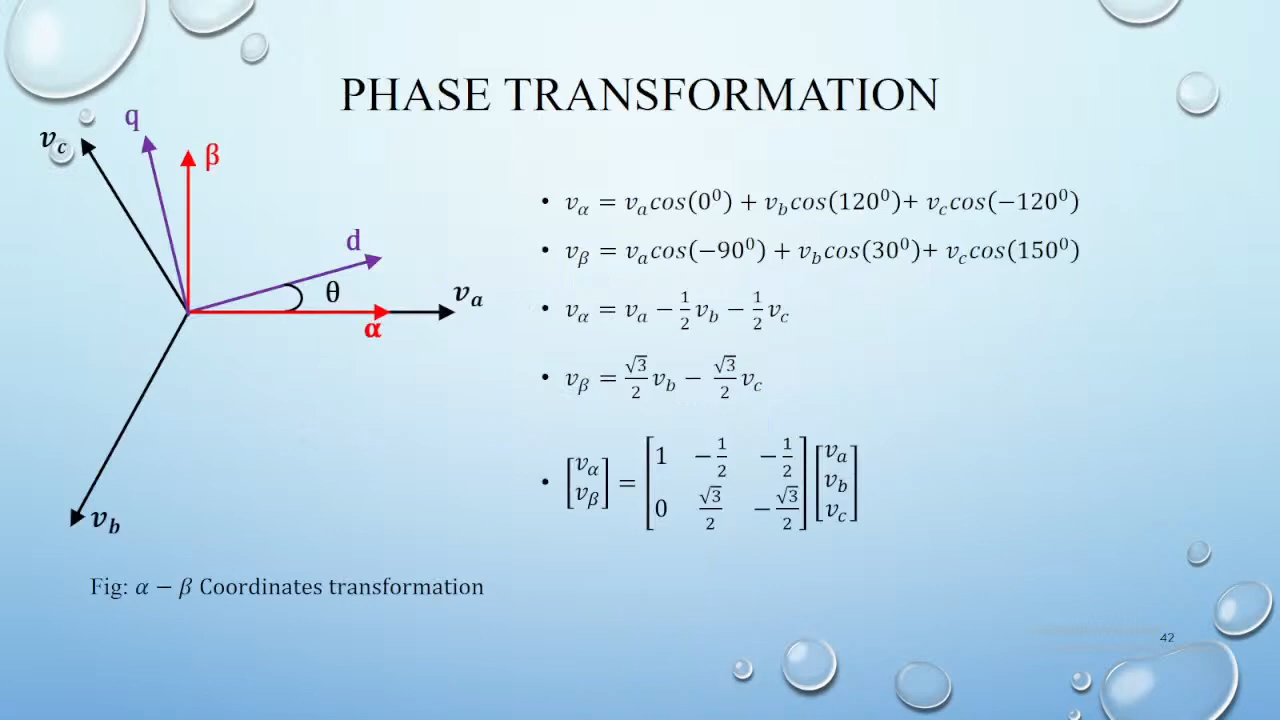 PHASE TRANSFORMATION
v_c
q
β
d
θ
v_a
α
v_b
Fig: α − β Coordinates transformation
• v_α = v_a cos(0⁰) + v_b cos(120⁰)+ v_c cos(−120⁰)
• v_β = v_a cos(−90⁰) + v_b cos(30⁰)+ v_c cos(150⁰)
• v_α = v_a − 1/2 v_b − 1/2 v_c
• v_β = √3/2 v_b − √3/2 v_c
• [v_α; v_β] = [1 −1/2 −1/2; 0 √3/2 −√3/2] [v_a; v_b; v_c]
42